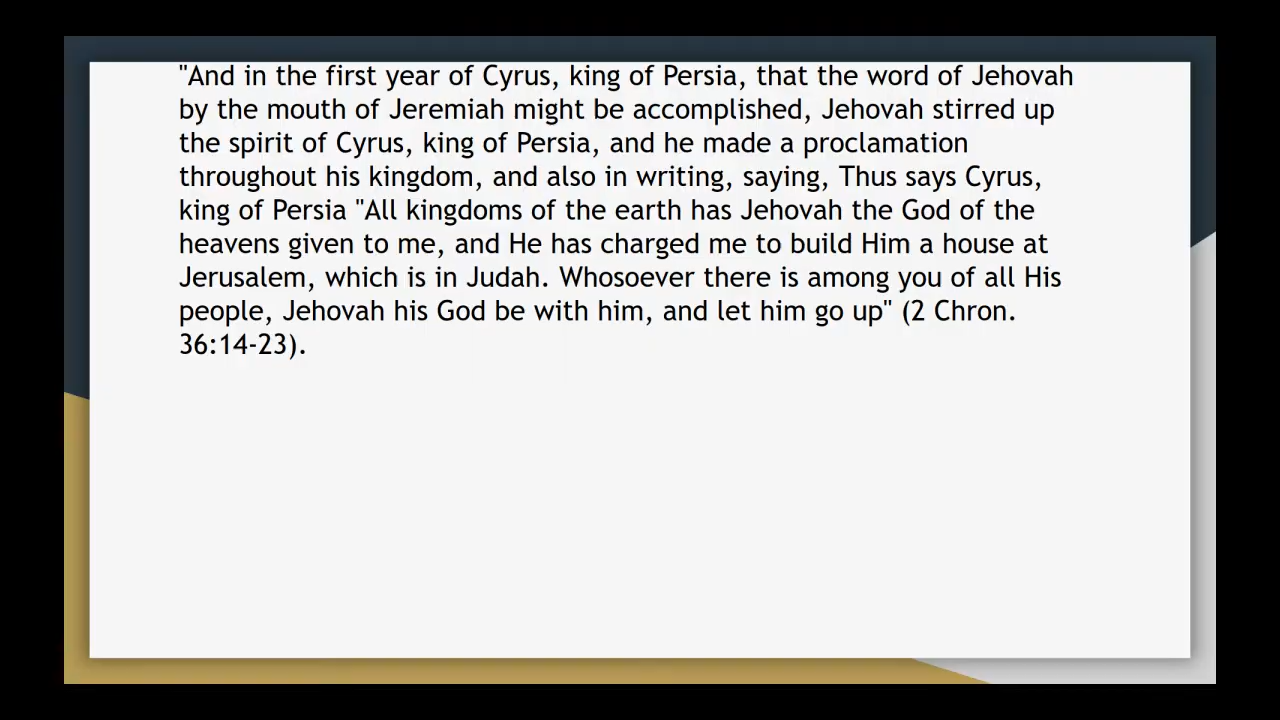 "And in the first year of Cyrus, king of Persia, that the word of Jehovah
by the mouth of Jeremiah might be accomplished, Jehovah stirred up
the spirit of Cyrus, king of Persia, and he made a proclamation
throughout his kingdom, and also in writing, saying, Thus says Cyrus,
king of Persia "All kingdoms of the earth has Jehovah the God of the
heavens given to me, and He has charged me to build Him a house at
Jerusalem, which is in Judah. Whosoever there is among you of all His
people, Jehovah his God be with him, and let him go up" (2 Chron.
36:14-23).